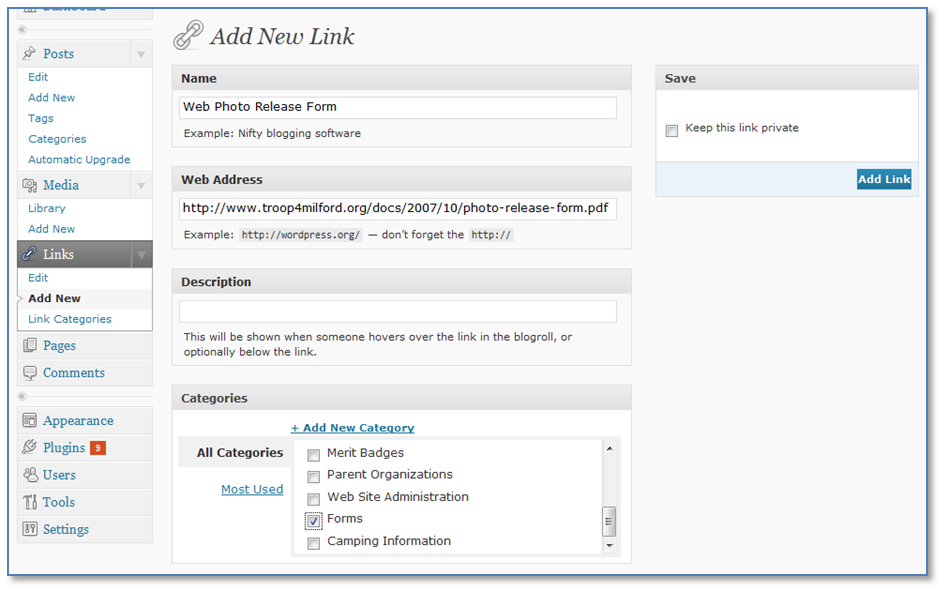 Dashboard
Posts
Edit
Add New
Tags
Categories
Automatic Upgrade
Media
Library
Add New
Links
Edit
Add New
Link Categories
Pages
Comments
Appearance
Plugins 9
Users
Tools
Settings
Add New Link
Name
Web Photo Release Form
Example: Nifty blogging software
Web Address
http://www.troop4milford.org/docs/2007/10/photo-release-form.pdf
Example: http://wordpress.org/ — don't forget the http://
Description
This will be shown when someone hovers over the link in the blogroll, or
optionally below the link.
Categories
+ Add New Category
All Categories
Most Used
Merit Badges
Parent Organizations
Web Site Administration
Forms
Camping Information
Save
Keep this link private
Add Link